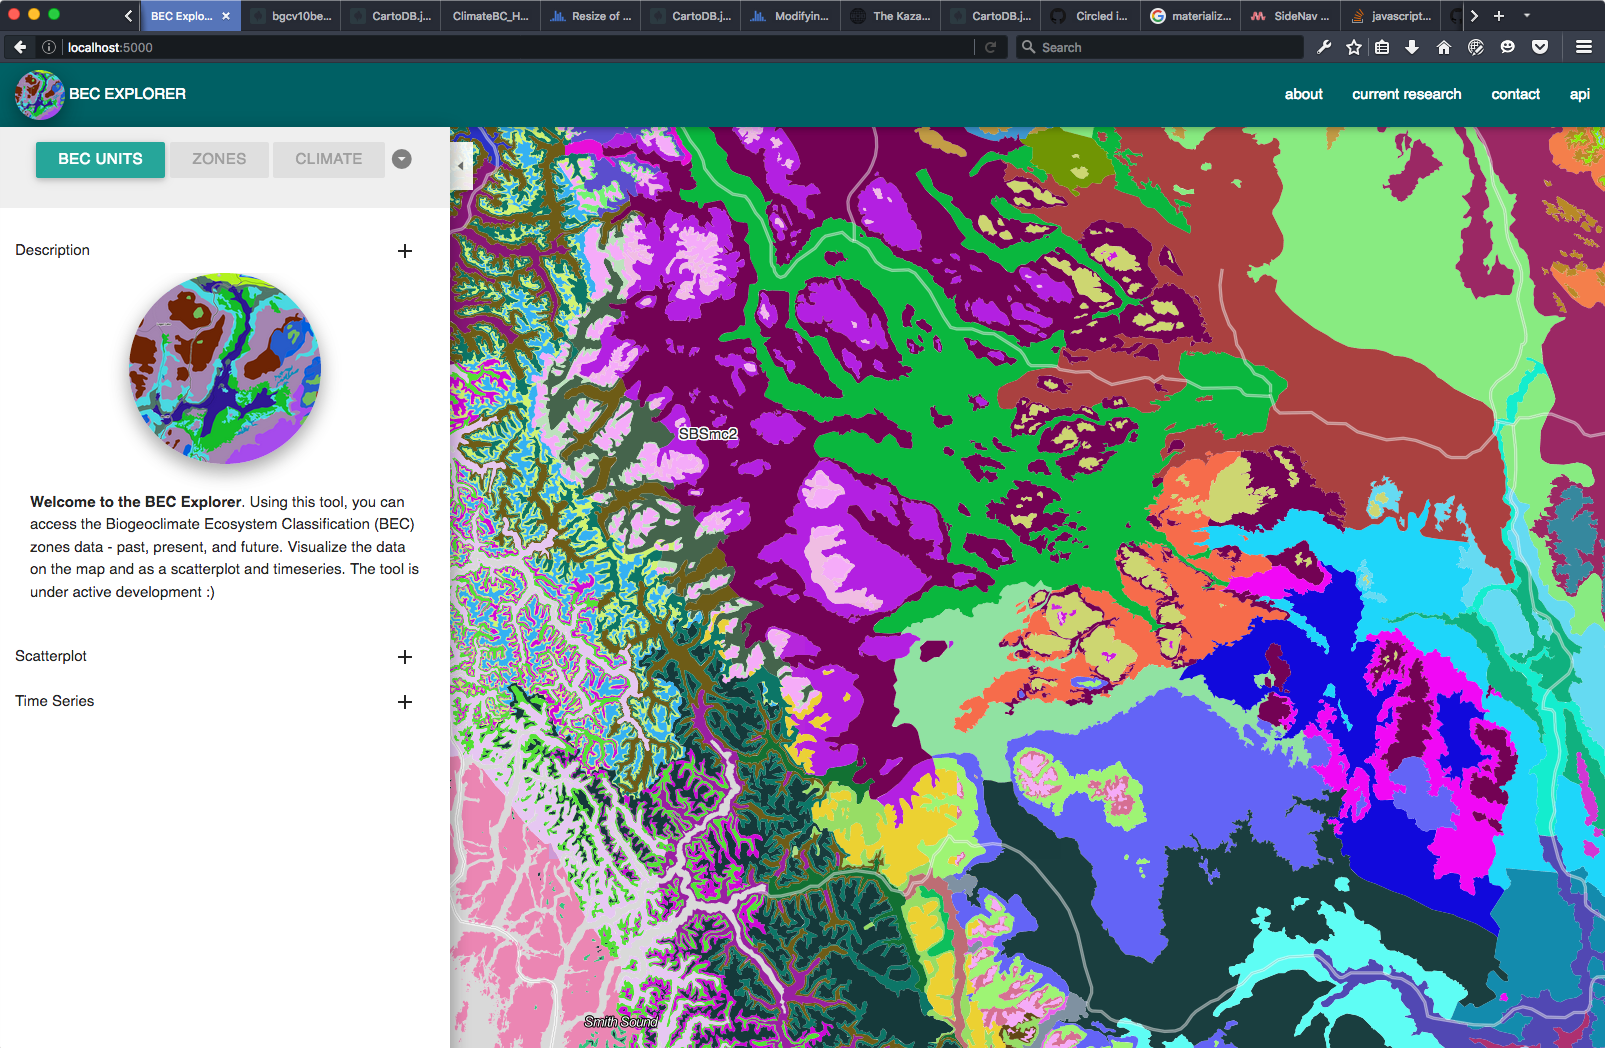 BEC Explo...
bgcv10be...
CartoDB.j...
ClimateBC_H...
Resize of ...
CartoDB.j...
Modifyin...
The Kaza...
CartoDB.j...
Circled i...
materializ...
SideNav ...
javascript...
localhost:5000
Search
BEC EXPLORER
about
current research
contact
api
BEC UNITS
ZONES
CLIMATE
Description
Welcome to the BEC Explorer. Using this tool, you can
access the Biogeoclimate Ecosystem Classification (BEC)
zones data - past, present, and future. Visualize the data
on the map and as a scatterplot and timeseries. The tool is
under active development :)
Scatterplot
Time Series
SBSmc2
Smith Sound